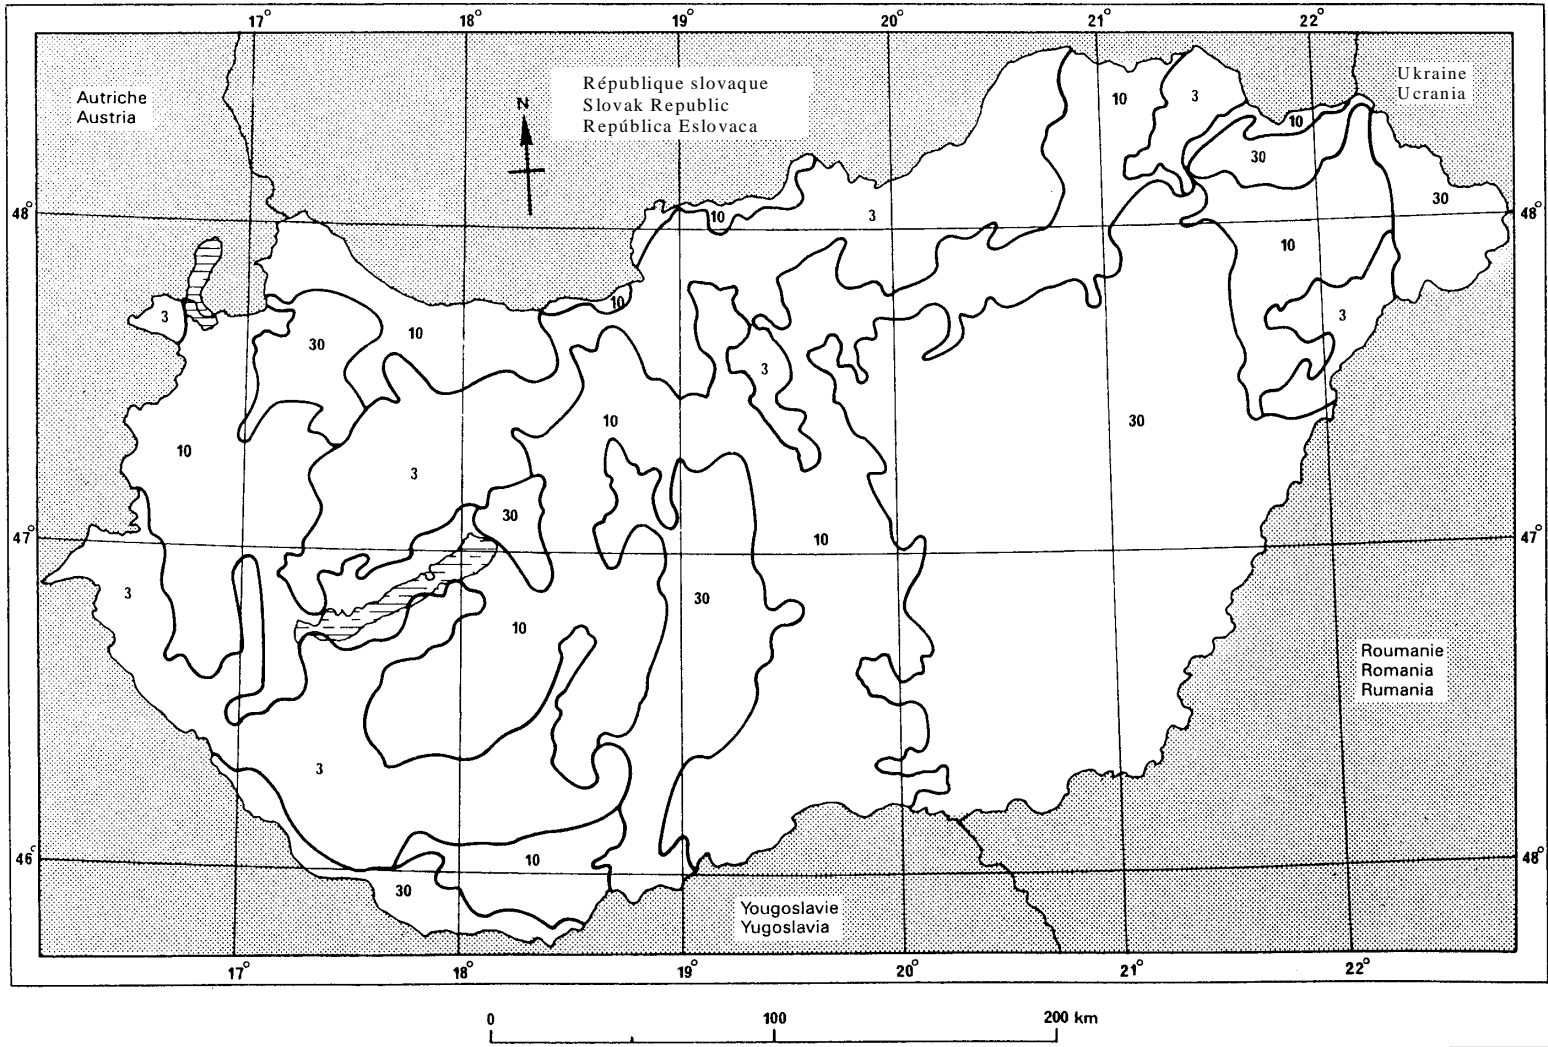 17° 18° 19° 20° 21° 22°
Autriche
Austria
République slovaque
Slovak Republic
República Eslovaca
Ukraine
Ucrania
N
10
3
10
30
48°
10
3
30
48°
10
3
10
10
3
30
3
10
10
30
10
3
30
47°
10
47°
3
30
10
Roumanie
Romania
Rumania
3
46°
10
48°
30
Yougoslavie
Yugoslavia
17° 18° 19° 20° 21° 22°
0 100 200 km